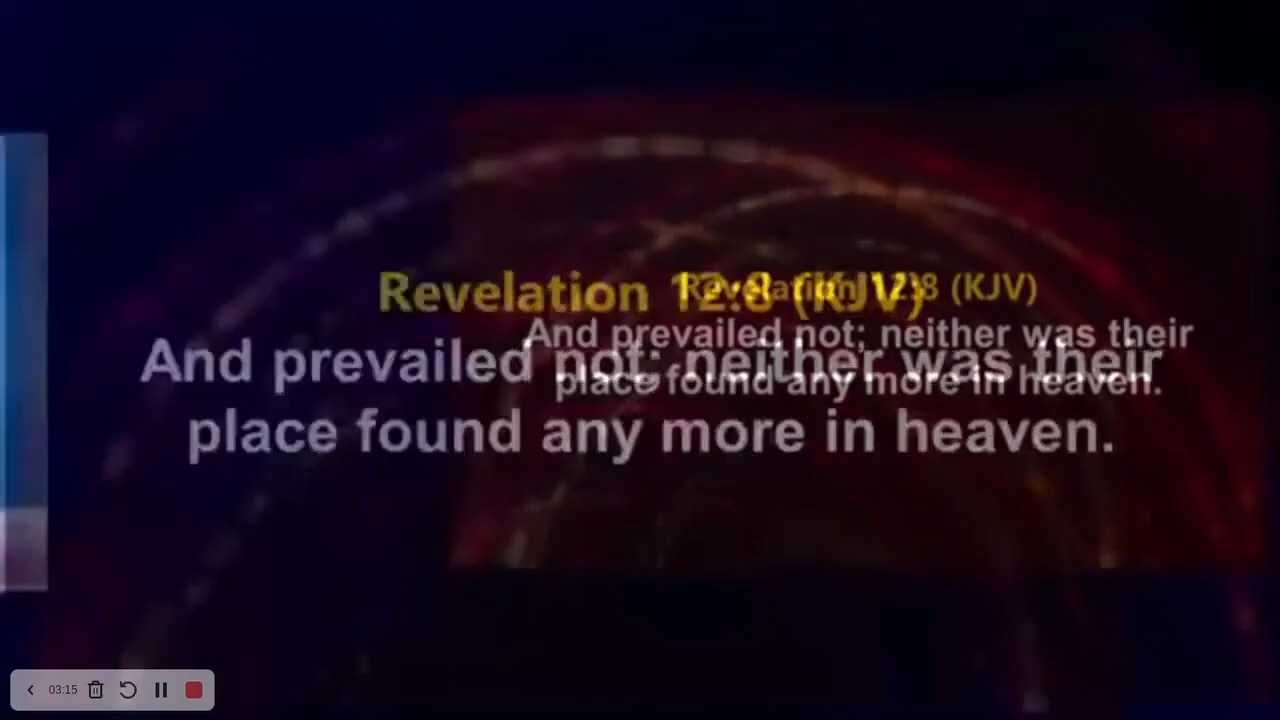 Revelation 12:8 (KJV)
And prevailed not; neither was their
place found any more in heaven.
Revelation 12:8 (KJV)
And prevailed not; neither was their
place found any more in heaven.
03:15